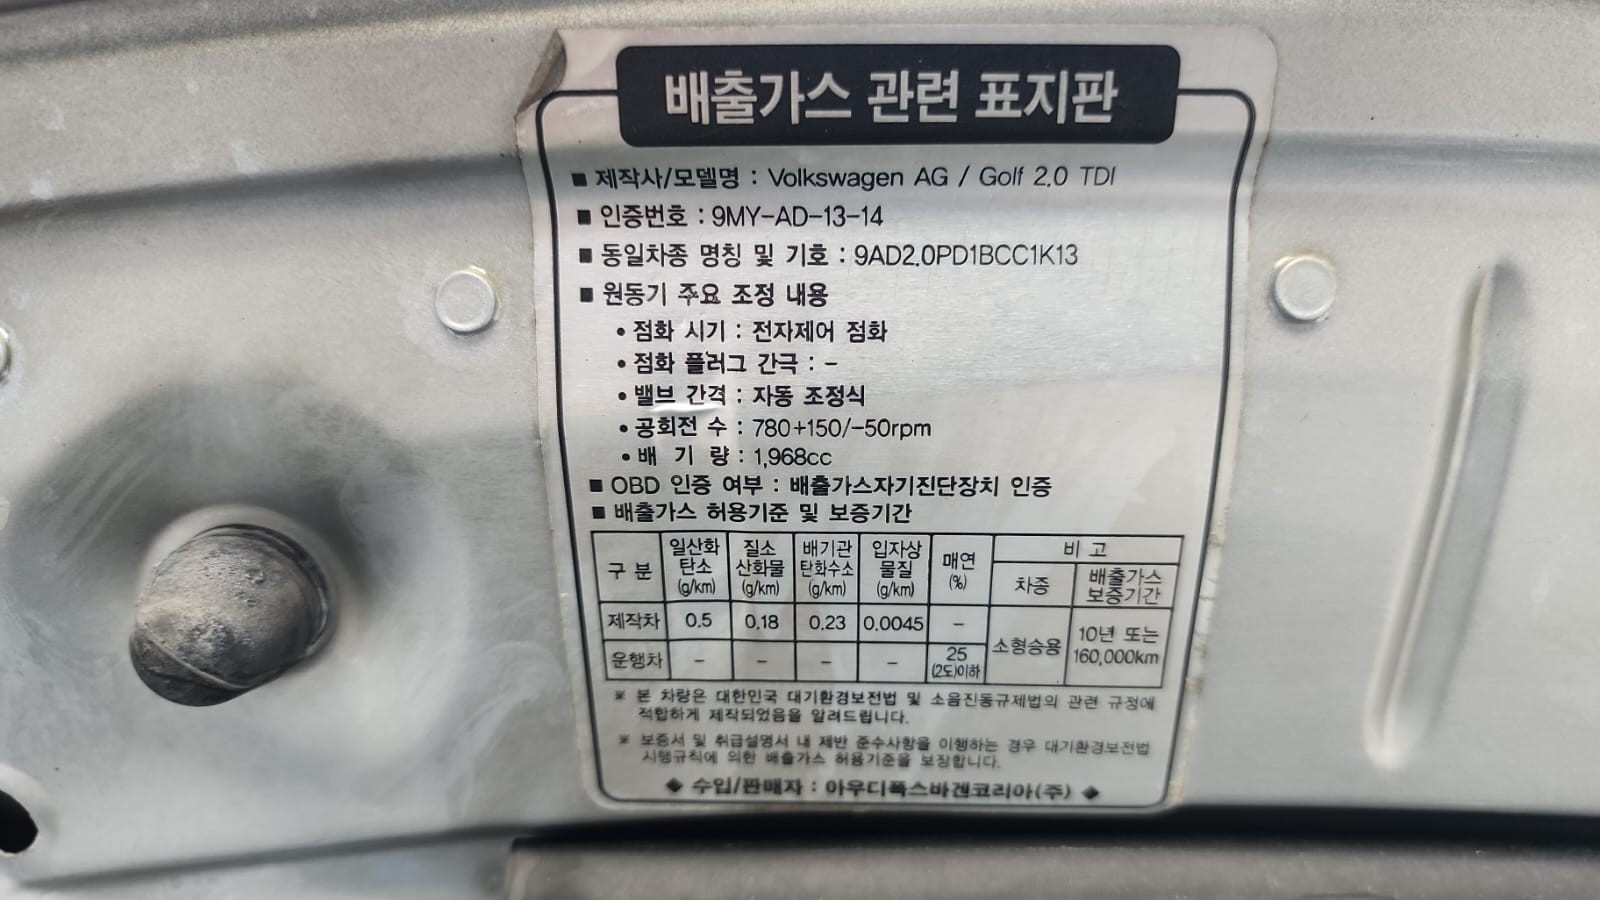 배출가스 관련 표지판
■ 제작사/모델명 : Volkswagen AG / Golf 2.0 TDI
■ 인증번호 : 9MY-AD-13-14
■ 동일차종 명칭 및 기호 : 9AD2.0PD1BCC1K13
■ 원동기 주요 조정 내용
• 점화 시기 : 전자제어 점화
• 점화 플러그 간극 : -
• 밸브 간격 : 자동 조정식
• 공회전 수 : 780+150/-50rpm
• 배 기 량 : 1,968cc
■ OBD 인증 여부 : 배출가스자기진단장치 인증
■ 배출가스 허용기준 및 보증기간
구 분 일산화탄소 (g/km) 질소산화물 (g/km) 배기관탄화수소 (g/km) 입자상물질 (g/km) 매연 (%) 비 고
차종 배출가스 보증기간
제작차 0.5 0.18 0.23 0.0045 - 소형승용 10년 또는 160,000km
운행차 - - - - 25 (2도)이하
※ 본 차량은 대한민국 대기환경보전법 및 소음진동규제법의 관련 규정에
적합하게 제작되었음을 알려드립니다.
※ 보증서 및 취급설명서 내 제반 준수사항을 이행하는 경우 대기환경보전법
시행규칙에 의한 배출가스 허용기준을 보장합니다.
◆ 수입/판매자 : 아우디폭스바겐코리아(주) ◆